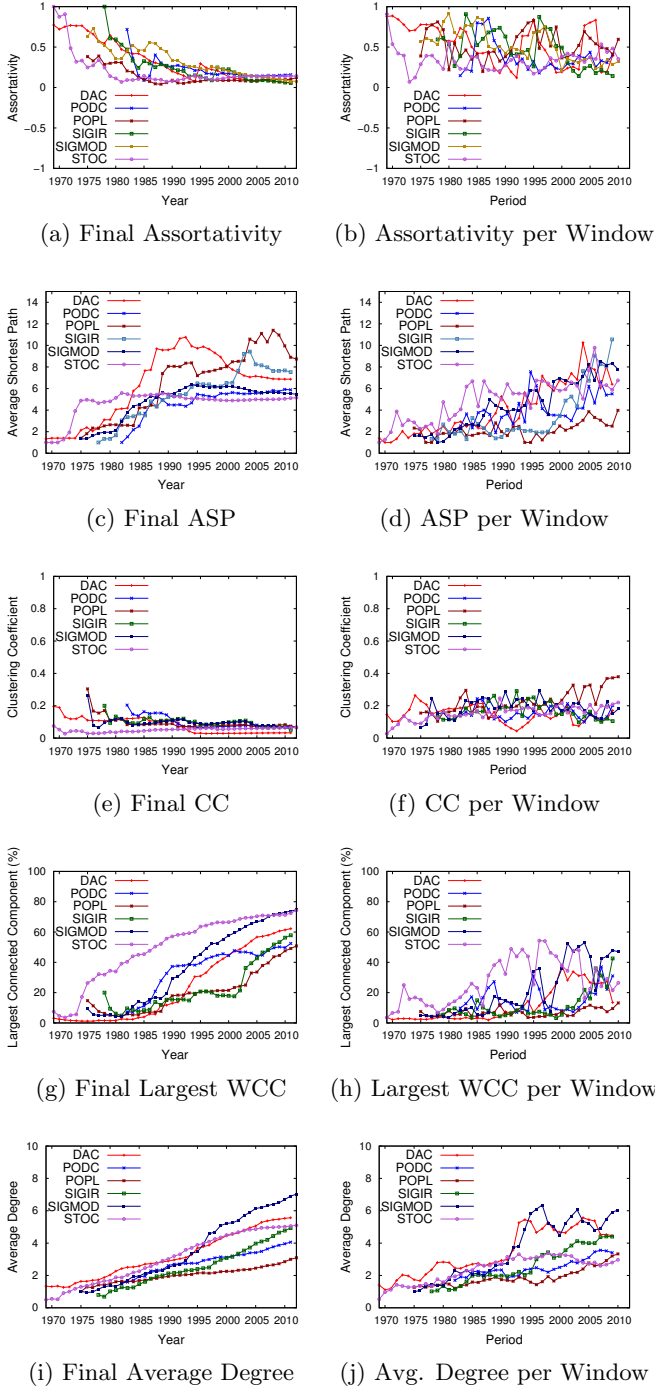 1
0.5
0
−0.5
−1
Assortativity
DAC
PODC
POPL
SIGIR
SIGMOD
STOC
1970 1975 1980 1985 1990 1995 2000 2005 2010
Year
(a) Final Assortativity
1
0.5
0
−0.5
−1
Assortativity
DAC
PODC
POPL
SIGIR
SIGMOD
STOC
1970 1975 1980 1985 1990 1995 2000 2005 2010
Period
(b) Assortativity per Window
14
12
10
8
6
4
2
0
Average Shortest Path
DAC
PODC
POPL
SIGIR
SIGMOD
STOC
1970 1975 1980 1985 1990 1995 2000 2005 2010
Year
(c) Final ASP
14
12
10
8
6
4
2
0
Average Shortest Path
DAC
PODC
POPL
SIGIR
SIGMOD
STOC
1970 1975 1980 1985 1990 1995 2000 2005 2010
Period
(d) ASP per Window
1
0.8
0.6
0.4
0.2
0
Clustering Coefficient
DAC
PODC
POPL
SIGIR
SIGMOD
STOC
1970 1975 1980 1985 1990 1995 2000 2005 2010
Year
(e) Final CC
1
0.8
0.6
0.4
0.2
0
Clustering Coefficient
DAC
PODC
POPL
SIGIR
SIGMOD
STOC
1970 1975 1980 1985 1990 1995 2000 2005 2010
Period
(f) CC per Window
100
80
60
40
20
0
Largest Connected Component (%)
DAC
PODC
POPL
SIGIR
SIGMOD
STOC
1970 1975 1980 1985 1990 1995 2000 2005 2010
Year
(g) Final Largest WCC
100
80
60
40
20
0
Largest Connected Component (%)
DAC
PODC
POPL
SIGIR
SIGMOD
STOC
1970 1975 1980 1985 1990 1995 2000 2005 2010
Period
(h) Largest WCC per Window
10
8
6
4
2
0
Average Degree
DAC
PODC
POPL
SIGIR
SIGMOD
STOC
1970 1975 1980 1985 1990 1995 2000 2005 2010
Year
(i) Final Average Degree
10
8
6
4
2
0
Average Degree
DAC
PODC
POPL
SIGIR
SIGMOD
STOC
1970 1975 1980 1985 1990 1995 2000 2005 2010
Period
(j) Avg. Degree per Window